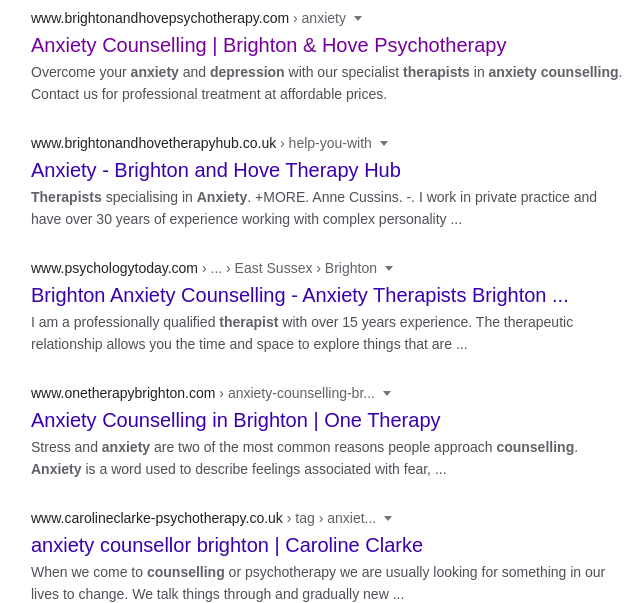 www.brightonandhovepsychotherapy.com › anxiety
Anxiety Counselling | Brighton & Hove Psychotherapy
Overcome your anxiety and depression with our specialist therapists in anxiety counselling.
Contact us for professional treatment at affordable prices.
www.brightonandhovetherapyhub.co.uk › help-you-with
Anxiety - Brighton and Hove Therapy Hub
Therapists specialising in Anxiety. +MORE. Anne Cussins. -. I work in private practice and
have over 30 years of experience working with complex personality ...
www.psychologytoday.com › ... › East Sussex › Brighton
Brighton Anxiety Counselling - Anxiety Therapists Brighton ...
I am a professionally qualified therapist with over 15 years experience. The therapeutic
relationship allows you the time and space to explore things that are ...
www.onetherapybrighton.com › anxiety-counselling-br...
Anxiety Counselling in Brighton | One Therapy
Stress and anxiety are two of the most common reasons people approach counselling.
Anxiety is a word used to describe feelings associated with fear, ...
www.carolineclarke-psychotherapy.co.uk › tag › anxiet...
anxiety counsellor brighton | Caroline Clarke
When we come to counselling or psychotherapy we are usually looking for something in our
lives to change. We talk things through and gradually new ...